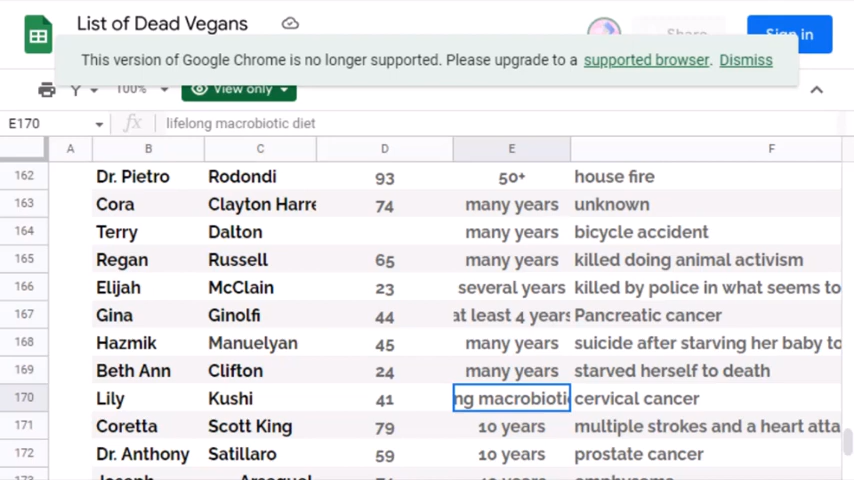 List of Dead Vegans
Share
Sign in
This version of Google Chrome is no longer supported. Please upgrade to a supported browser. Dismiss
100% View only
E170 fx lifelong macrobiotic diet
A B C D E F
162 Dr. Pietro Rodondi 93 50+ house fire
163 Cora Clayton Harre 74 many years unknown
164 Terry Dalton many years bicycle accident
165 Regan Russell 65 many years killed doing animal activism
166 Elijah McClain 23 several years killed by police in what seems to
167 Gina Ginolfi 44 at least 4 years Pancreatic cancer
168 Hazmik Manuelyan 45 many years suicide after starving her baby to
169 Beth Ann Clifton 24 many years starved herself to death
170 Lily Kushi 41 ng macrobiotic cervical cancer
171 Coretta Scott King 79 10 years multiple strokes and a heart atta
172 Dr. Anthony Satillaro 59 10 years prostate cancer
173 Joseph 10 years emphysema